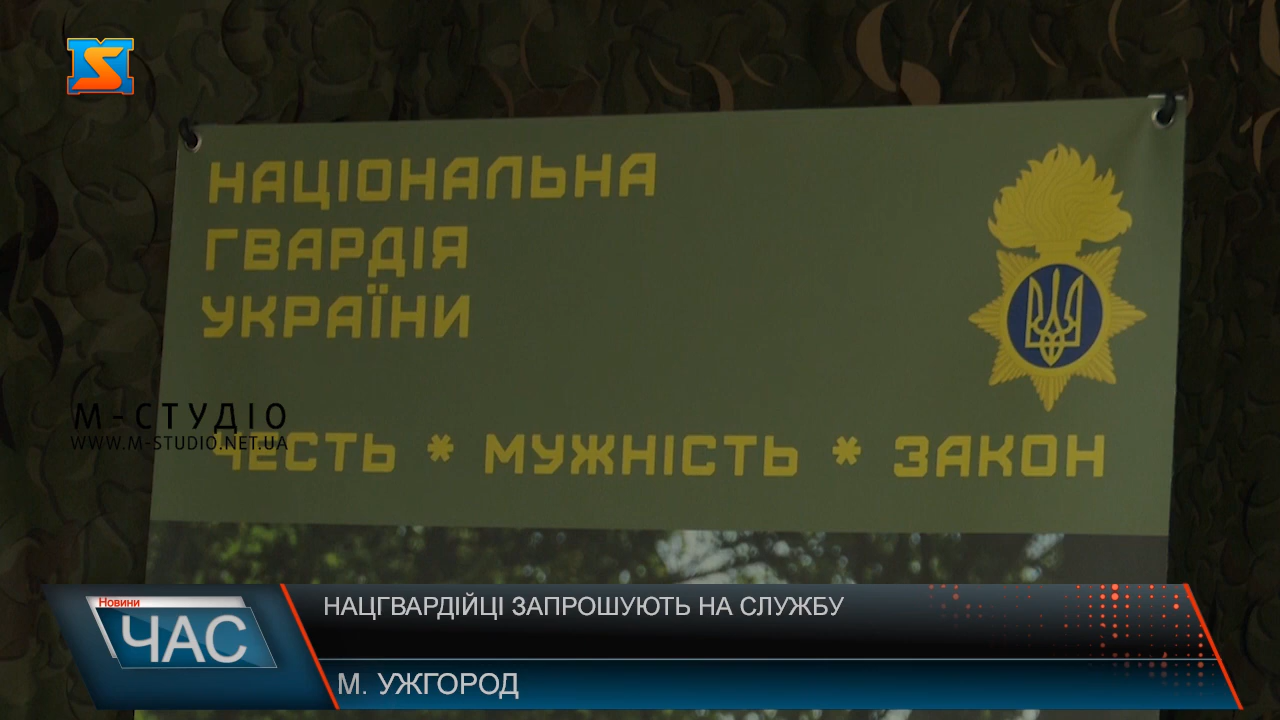 НАЦІОНАЛЬНА
ГВАРДІЯ
УКРАЇНИ
М-СТУДІО
WWW.M-STUDIO.NET.UA
ЧЕСТЬ * МУЖНІСТЬ * ЗАКОН
Новини
ЧАС
НАЦГВАРДІЙЦІ ЗАПРОШУЮТЬ НА СЛУЖБУ
М. УЖГОРОД